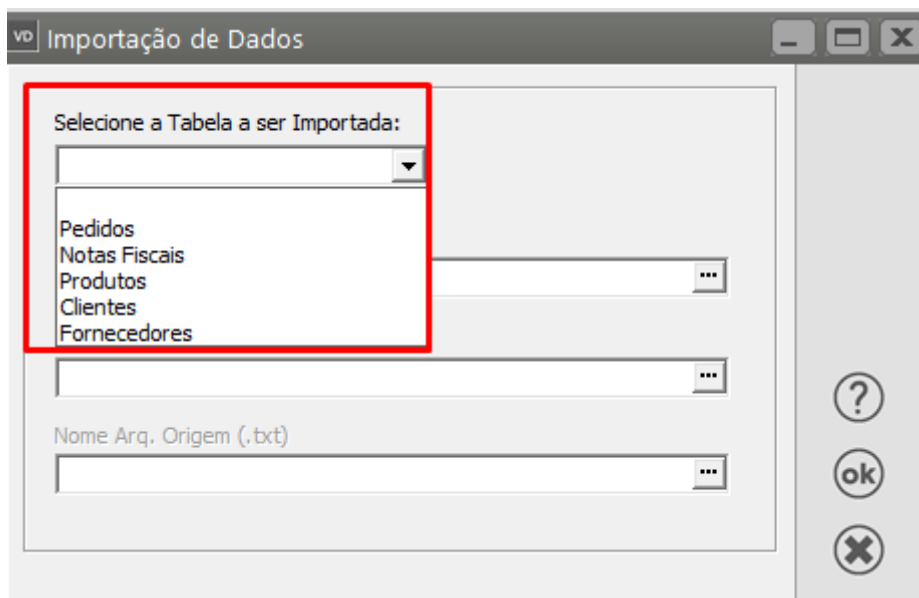 VD Importação de Dados
Selecione a Tabela a ser Importada:
Pedidos
Notas Fiscais
Produtos
Clientes
Fornecedores
...
...
Nome Arq. Origem (.txt)
...
?
ok